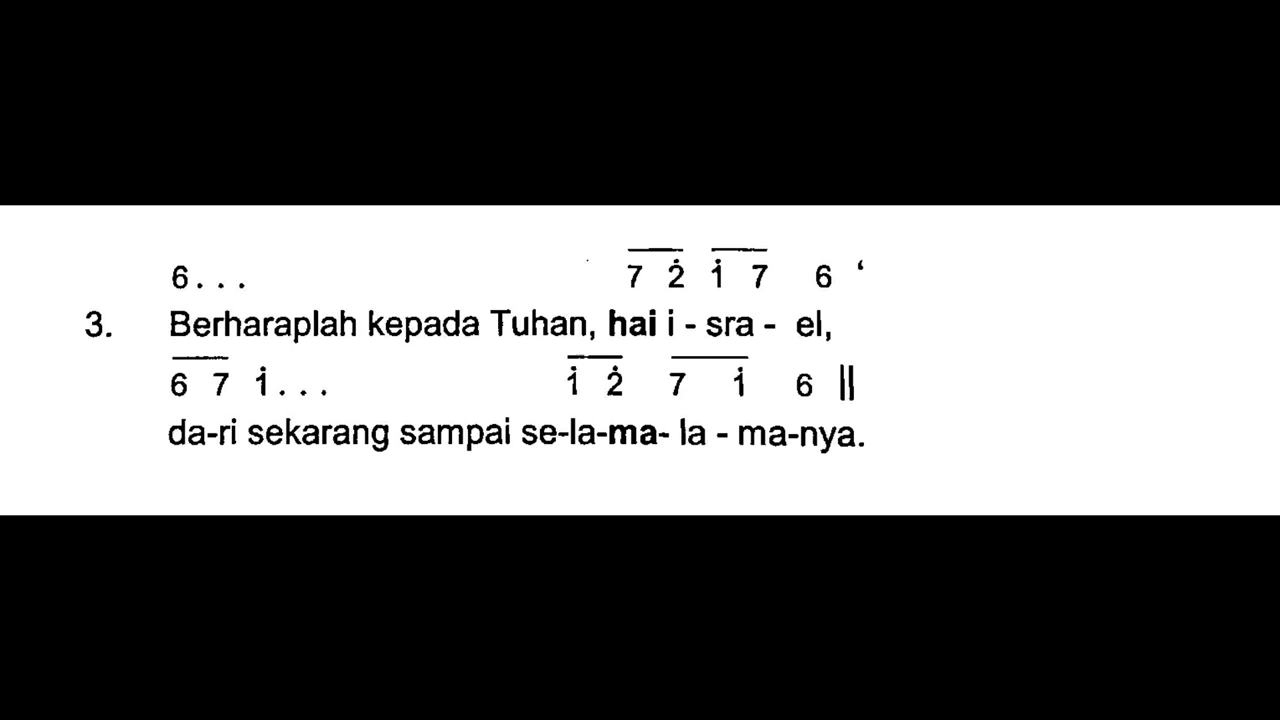 6... 7 2̇ 1̇ 7 6 ‘
3. Berharaplah kepada Tuhan, hai i - sra - el,
6 7 1̇... 1̇ 2̇ 7 1̇ 6 ||
da-ri sekarang sampai se-la-ma- la - ma-nya.